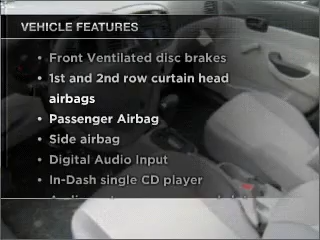 VEHICLE FEATURES
• Front Ventilated disc brakes
• 1st and 2nd row curtain head
airbags
• Passenger Airbag
• Side airbag
• Digital Audio Input
• In-Dash single CD player